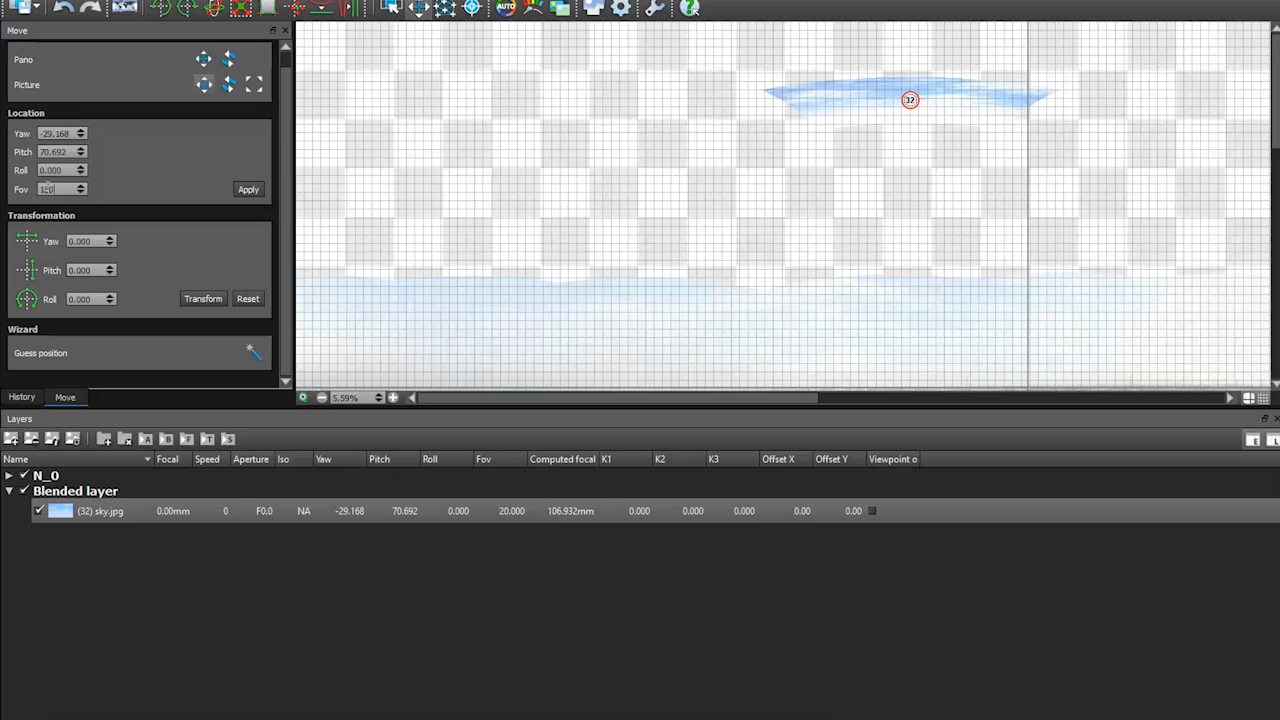 AUTO
Move
Pano
Picture
Location
Yaw -29.168
Pitch 70.692
Roll 0.000
Fov 110
Apply
Transformation
Yaw 0.000
Pitch 0.000
Roll 0.000
Transform Reset
Wizard
Guess position
History Move
32
5.59%
Layers
A B F T S E L
Name Focal Speed Aperture Iso Yaw Pitch Roll Fov Computed focal K1 K2 K3 Offset X Offset Y Viewpoint o
N_0
Blended layer
(32) sky.jpg 0.00mm 0 F0.0 NA -29.168 70.692 0.000 20.000 106.932mm 0.000 0.000 0.000 0.00 0.00